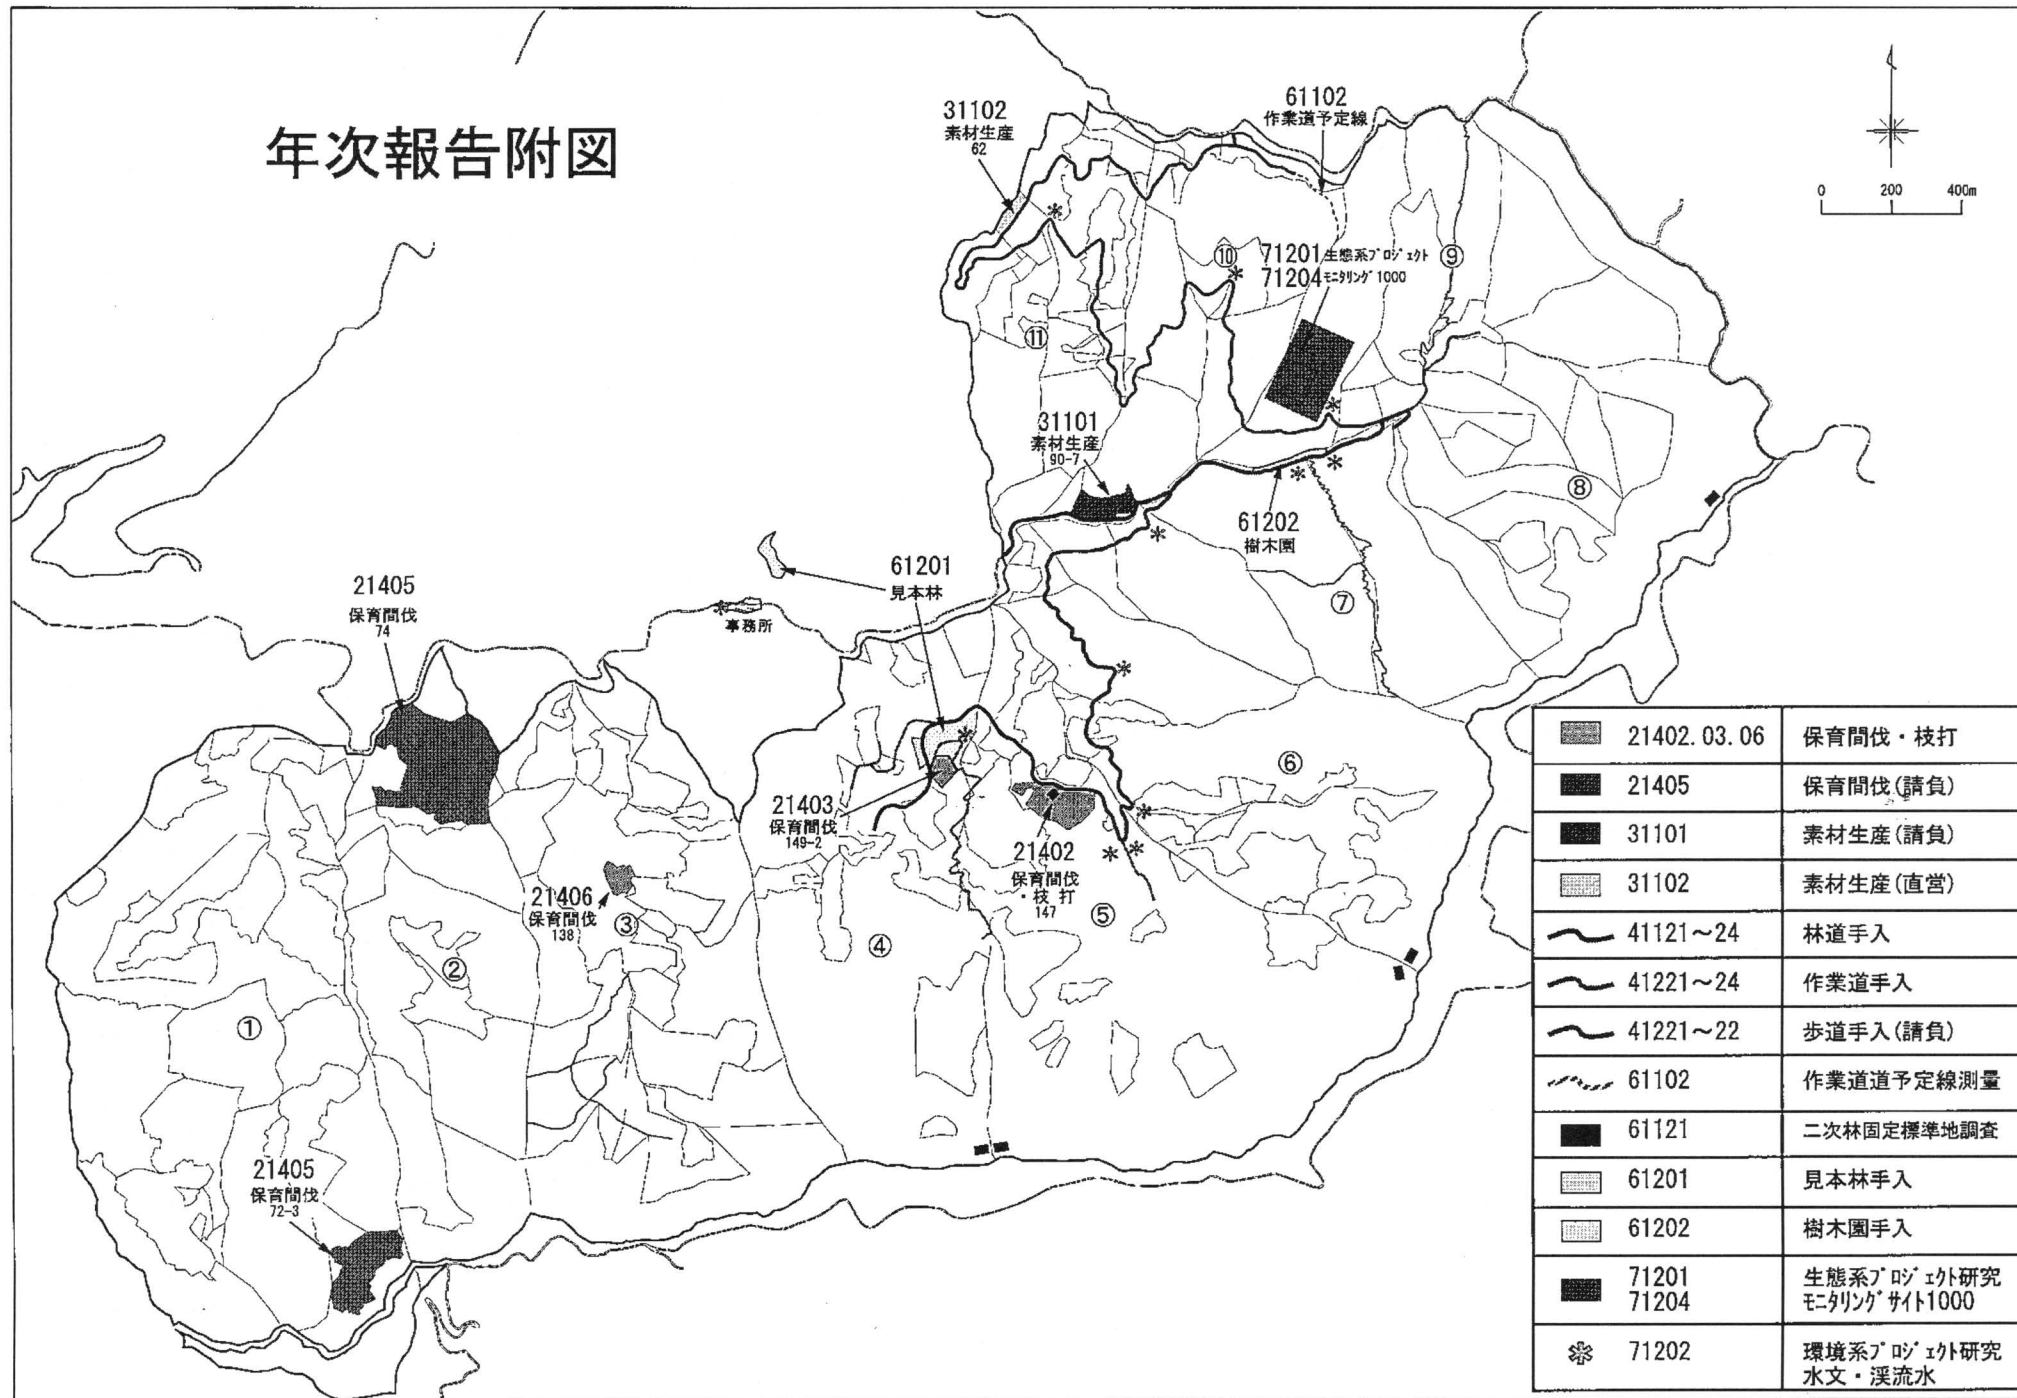 年次報告附図
31102
素材生産
62
61102
作業道予定線
0 200 400m
⑩
71201 生態系プロジェクト
71204 モニタリング1000
⑨
⑪
31101
素材生産
90-7
⑧
61202
樹木園
61201
見本林
21405
保育間伐
74
事務所
⑦
⑥
21403
保育間伐
149-2
21402
保育間伐
・枝 打
147
21406
保育間伐
138
③
⑤
④
②
①
21405
保育間伐
72-3
21402.03.06 保育間伐・枝打
21405 保育間伐(請負)
31101 素材生産(請負)
31102 素材生産(直営)
41121～24 林道手入
41221～24 作業道手入
41221～22 歩道手入(請負)
61102 作業道道予定線測量
61121 二次林固定標準地調査
61201 見本林手入
61202 樹木園手入
71201 生態系プロジェクト研究
71204 モニタリングサイト1000
71202 環境系プロジェクト研究
水文・渓流水